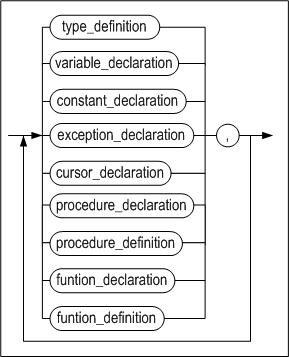 type_definition
variable_declaration
constant_declaration
exception_declaration
,
cursor_declaration
procedure_declaration
procedure_definition
funtion_declaration
funtion_definition